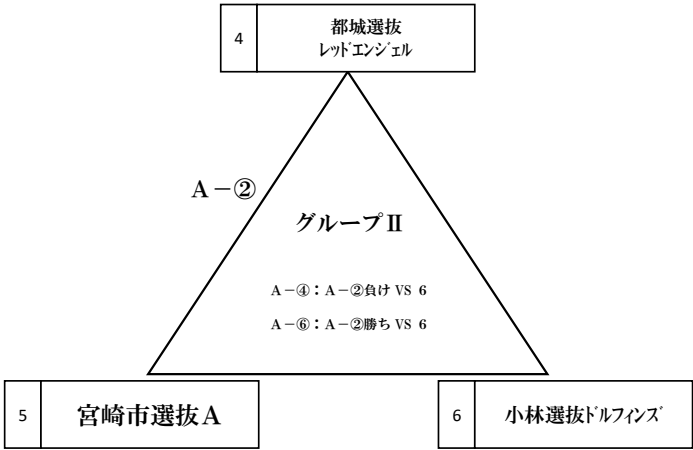 4
都城選抜
ﾚｯﾄﾞｴﾝｼﾞｪﾙ
A－②
グループⅡ
A－④：A－②負け VS 6
A－⑥：A－②勝ち VS 6
5
宮崎市選抜A
6
小林選抜ﾄﾞﾙﾌｨﾝｽﾞ